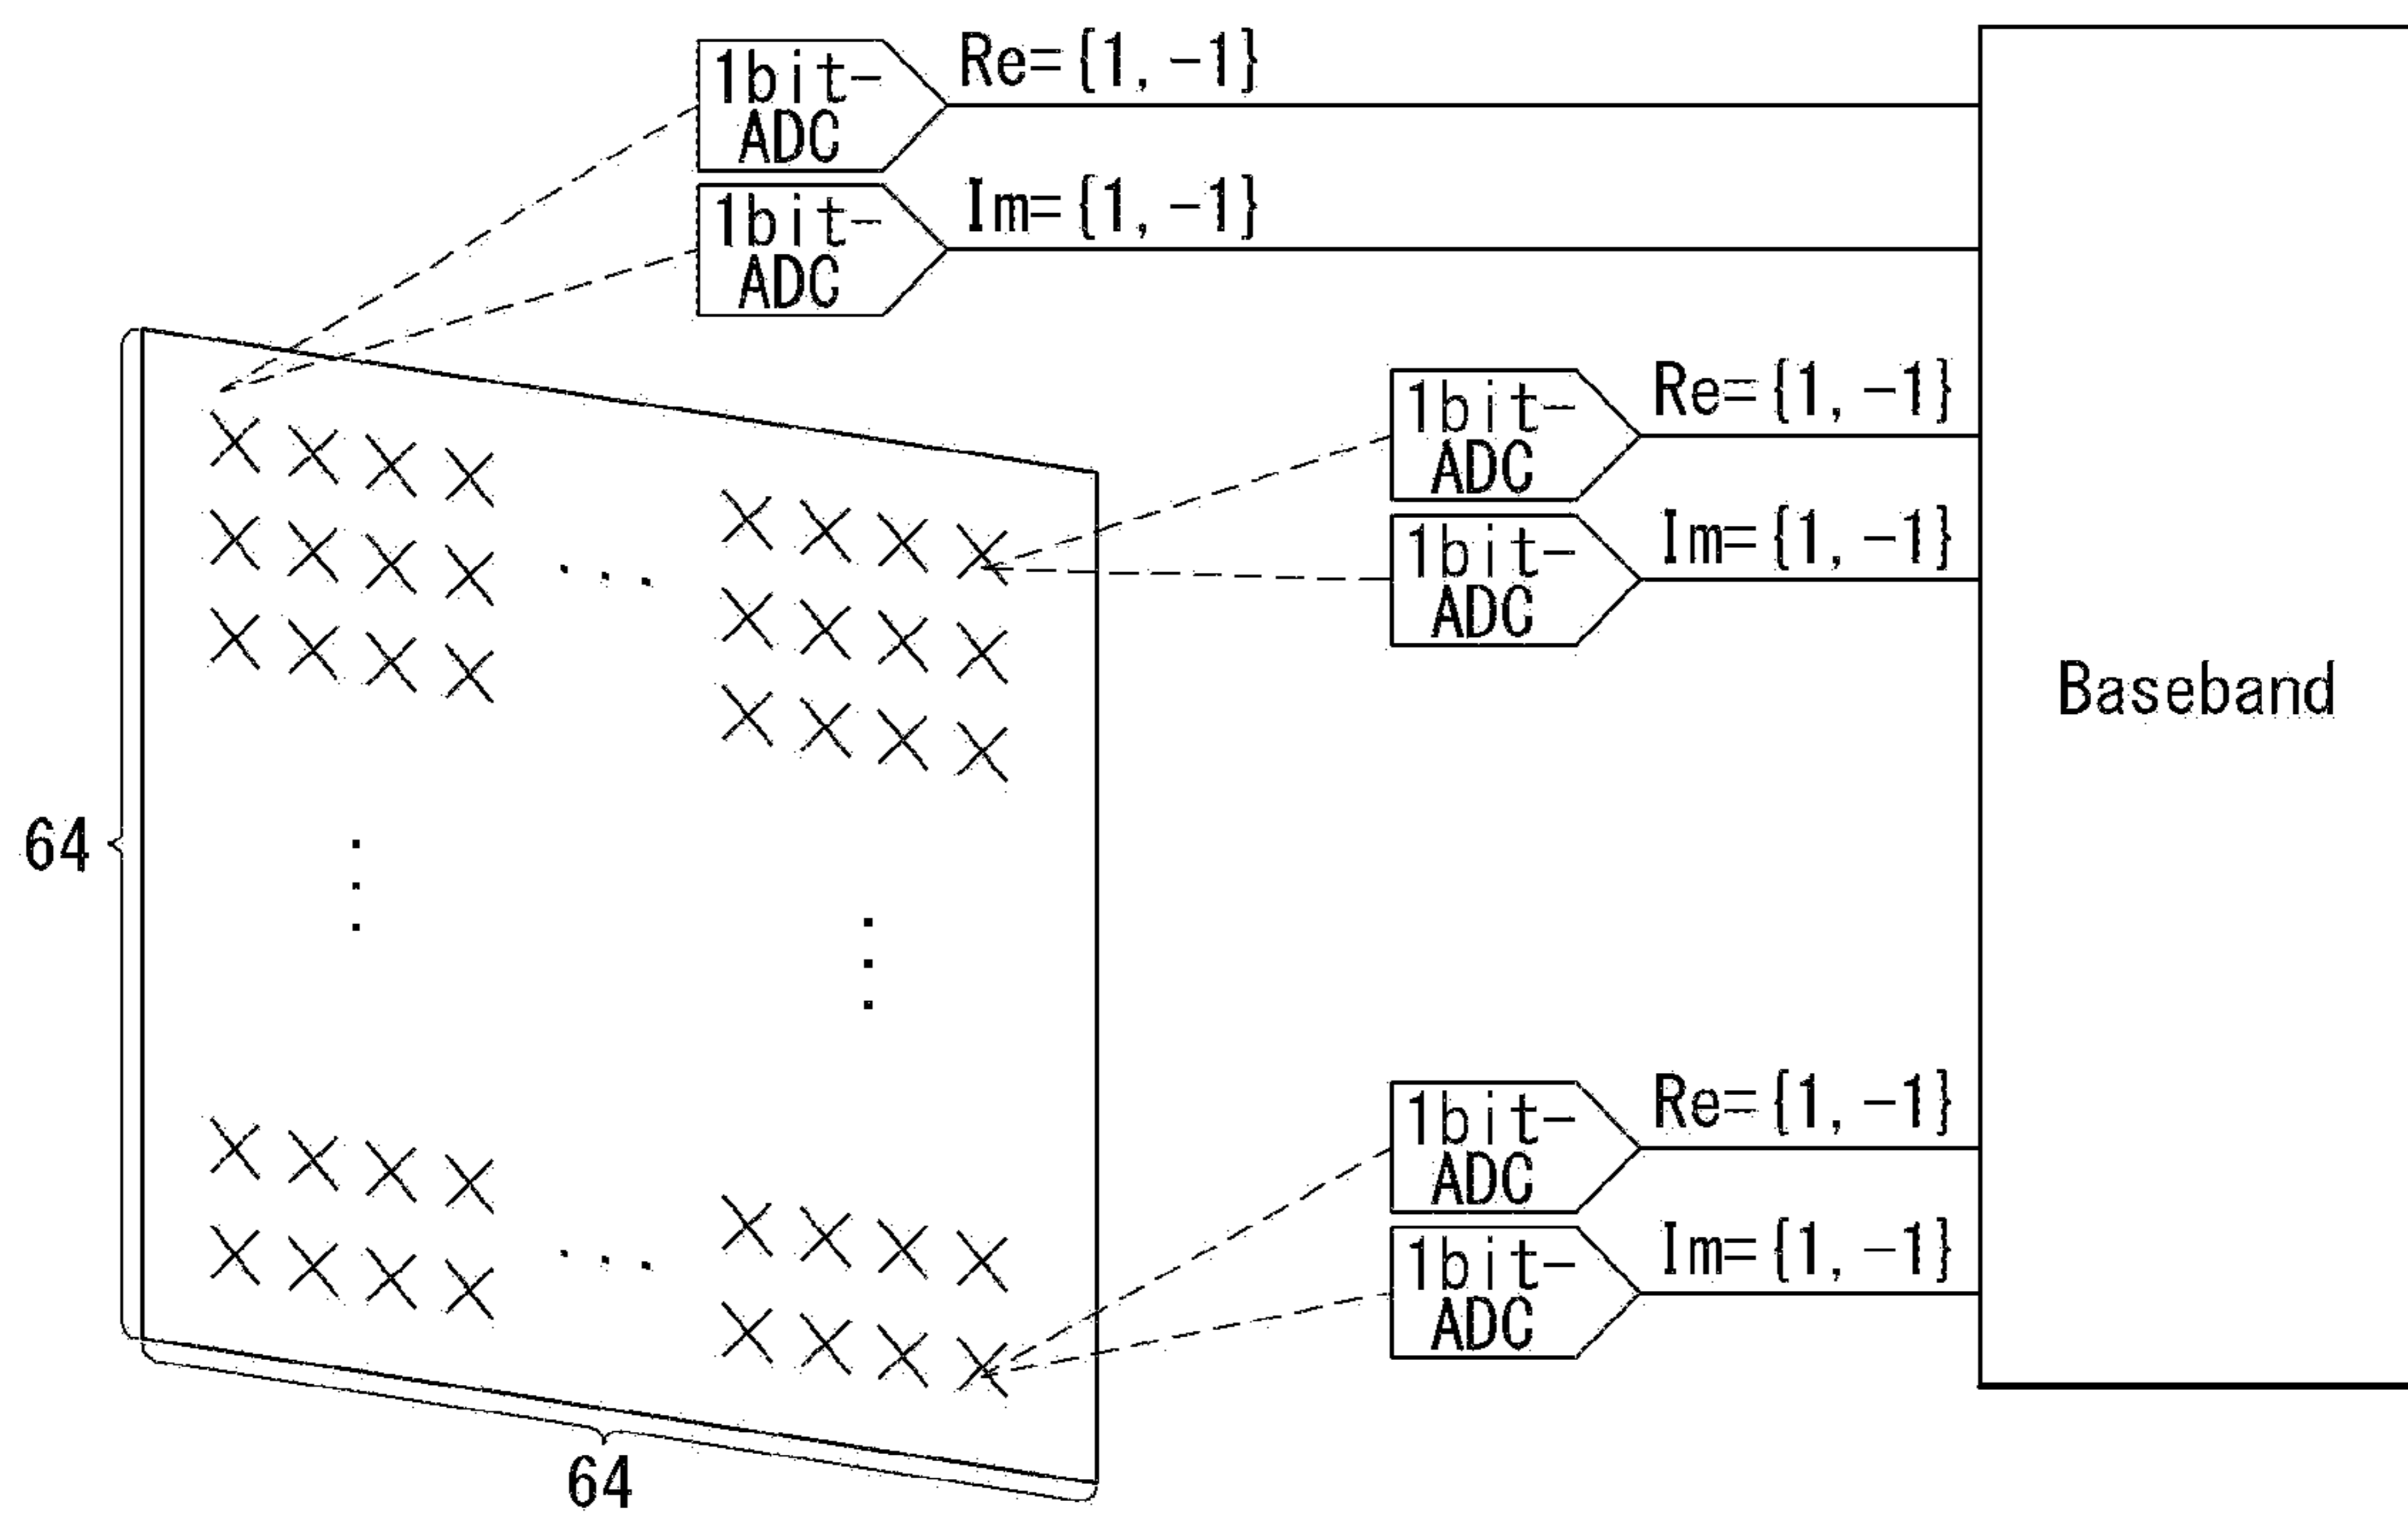 1bit-
ADC
Re={1, -1}
1bit-
ADC
Im={1, -1}
1bit-
ADC
Re={1, -1}
1bit-
ADC
Im={1, -1}
Baseband
64
1bit-
ADC
Re={1, -1}
1bit-
ADC
Im={1, -1}
64